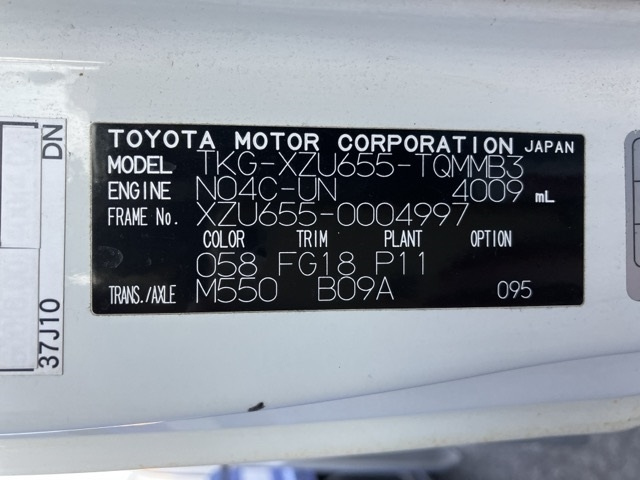 TOYOTA MOTOR CORPORATION JAPAN
MODEL TKG-XZU655-TQMMB3
ENGINE N04C-UN 4009 mL
FRAME No. XZU655-0004997
COLOR TRIM PLANT OPTION
058 FG18 P11
TRANS./AXLE M550 B09A 095
DN
37J10